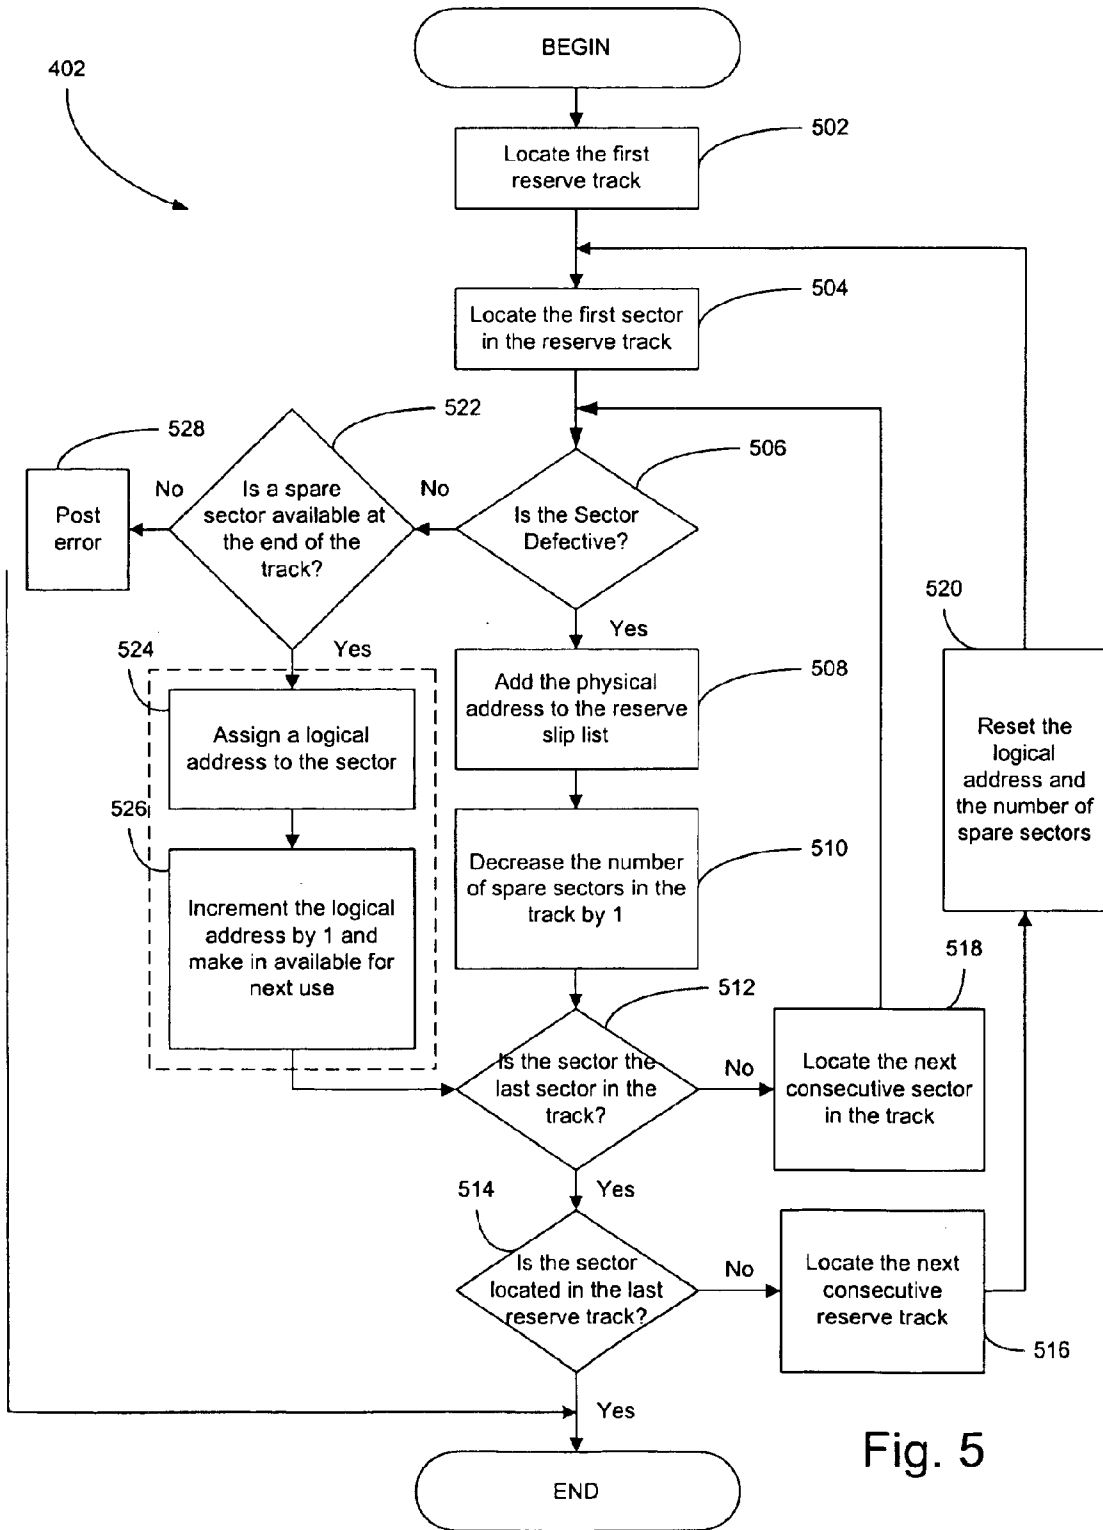 BEGIN
402
502
Locate the first
reserve track
504
Locate the first sector
in the reserve track
522
528
506
No
Is a spare
sector available at
the end of the
track?
No
Is the Sector
Defective?
Post
error
520
Yes
Yes
524
508
Assign a logical
address to the sector
Add the physical
address to the reserve
slip list
Reset the
logical
address and
the number of
spare sectors
526
510
Increment the logical
address by 1 and
make in available for
next use
Decrease the number
of spare sectors in the
track by 1
518
512
Is the sector the
last sector in the
track?
No
Locate the next
consecutive sector
in the track
514
Yes
Is the sector
located in the last
reserve track?
No
Locate the next
consecutive
reserve track
516
Yes
Fig. 5
END